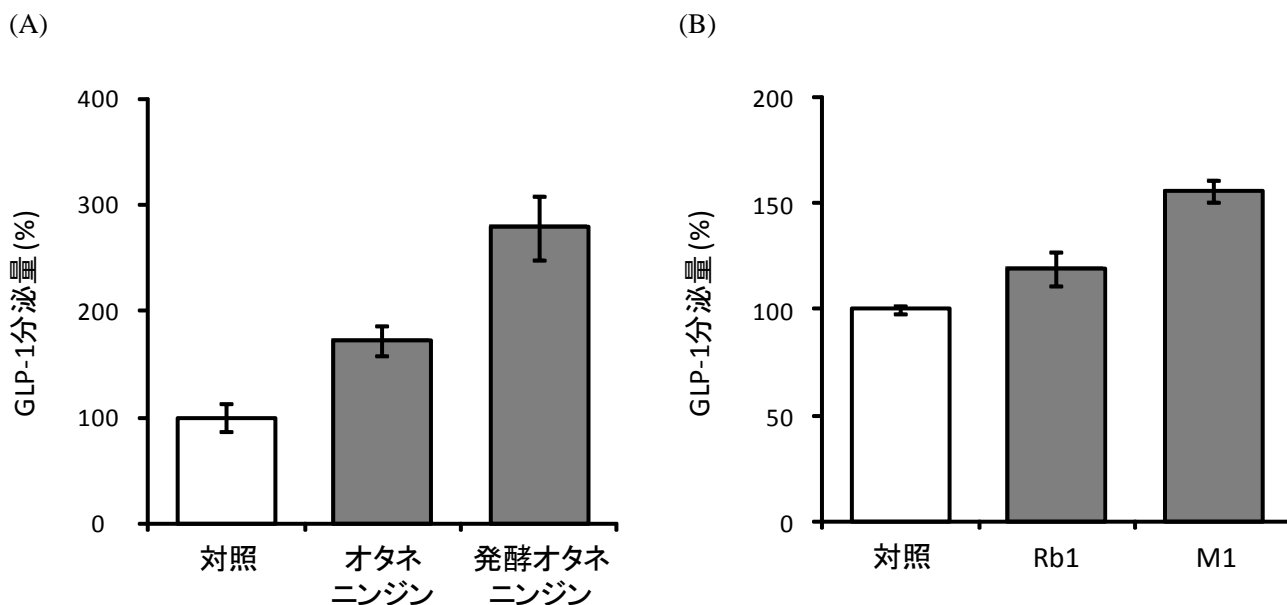 (A)
400
300
200
100
0
GLP-1分泌量 (%)
対照
オタネ
ニンジン
発酵オタネ
ニンジン
(B)
200
150
100
50
0
GLP-1分泌量 (%)
対照
Rb1
M1